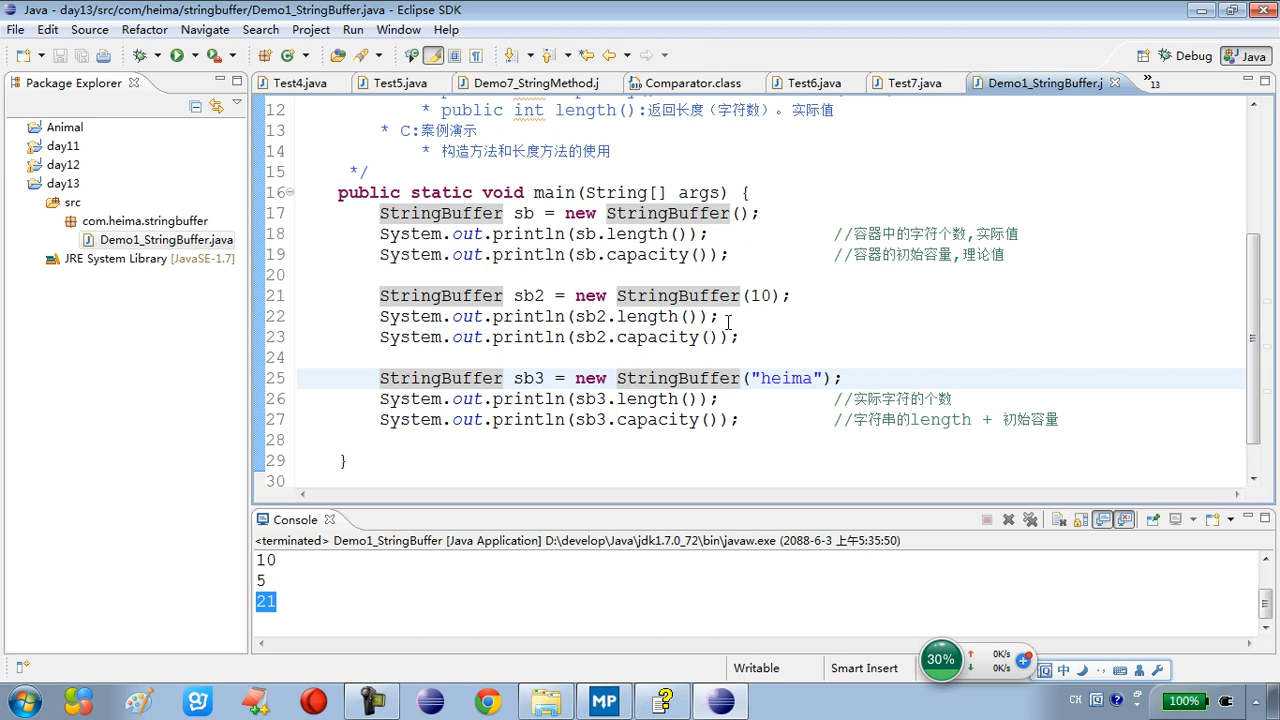 Java - day13/src/com/heima/stringbuffer/Demo1_StringBuffer.java - Eclipse SDK
File Edit Source Refactor Navigate Search Project Run Window Help
Debug Java
Package Explorer
Test4.java Test5.java Demo7_StringMethod.j Comparator.class Test6.java Test7.java Demo1_StringBuffer.j »13
Animal
day11
day12
day13
src
com.heima.stringbuffer
Demo1_StringBuffer.java
JRE System Library [JavaSE-1.7]
12 * public int length():返回长度（字符数）。实际值
13 * C:案例演示
14 * 构造方法和长度方法的使用
15 */
16 public static void main(String[] args) {
17 StringBuffer sb = new StringBuffer();
18 System.out.println(sb.length()); //容器中的字符个数,实际值
19 System.out.println(sb.capacity()); //容器的初始容量,理论值
20
21 StringBuffer sb2 = new StringBuffer(10);
22 System.out.println(sb2.length());
23 System.out.println(sb2.capacity());
24
25 StringBuffer sb3 = new StringBuffer("heima");
26 System.out.println(sb3.length()); //实际字符的个数
27 System.out.println(sb3.capacity()); //字符串的length + 初始容量
28
29 }
30
Console
<terminated> Demo1_StringBuffer [Java Application] D:\develop\Java\jdk1.7.0_72\bin\javaw.exe (2088-6-3 上午5:35:50)
10
5
21
Writable Smart Insert
30% 0K/s
0K/s
中
MP
CH 100%